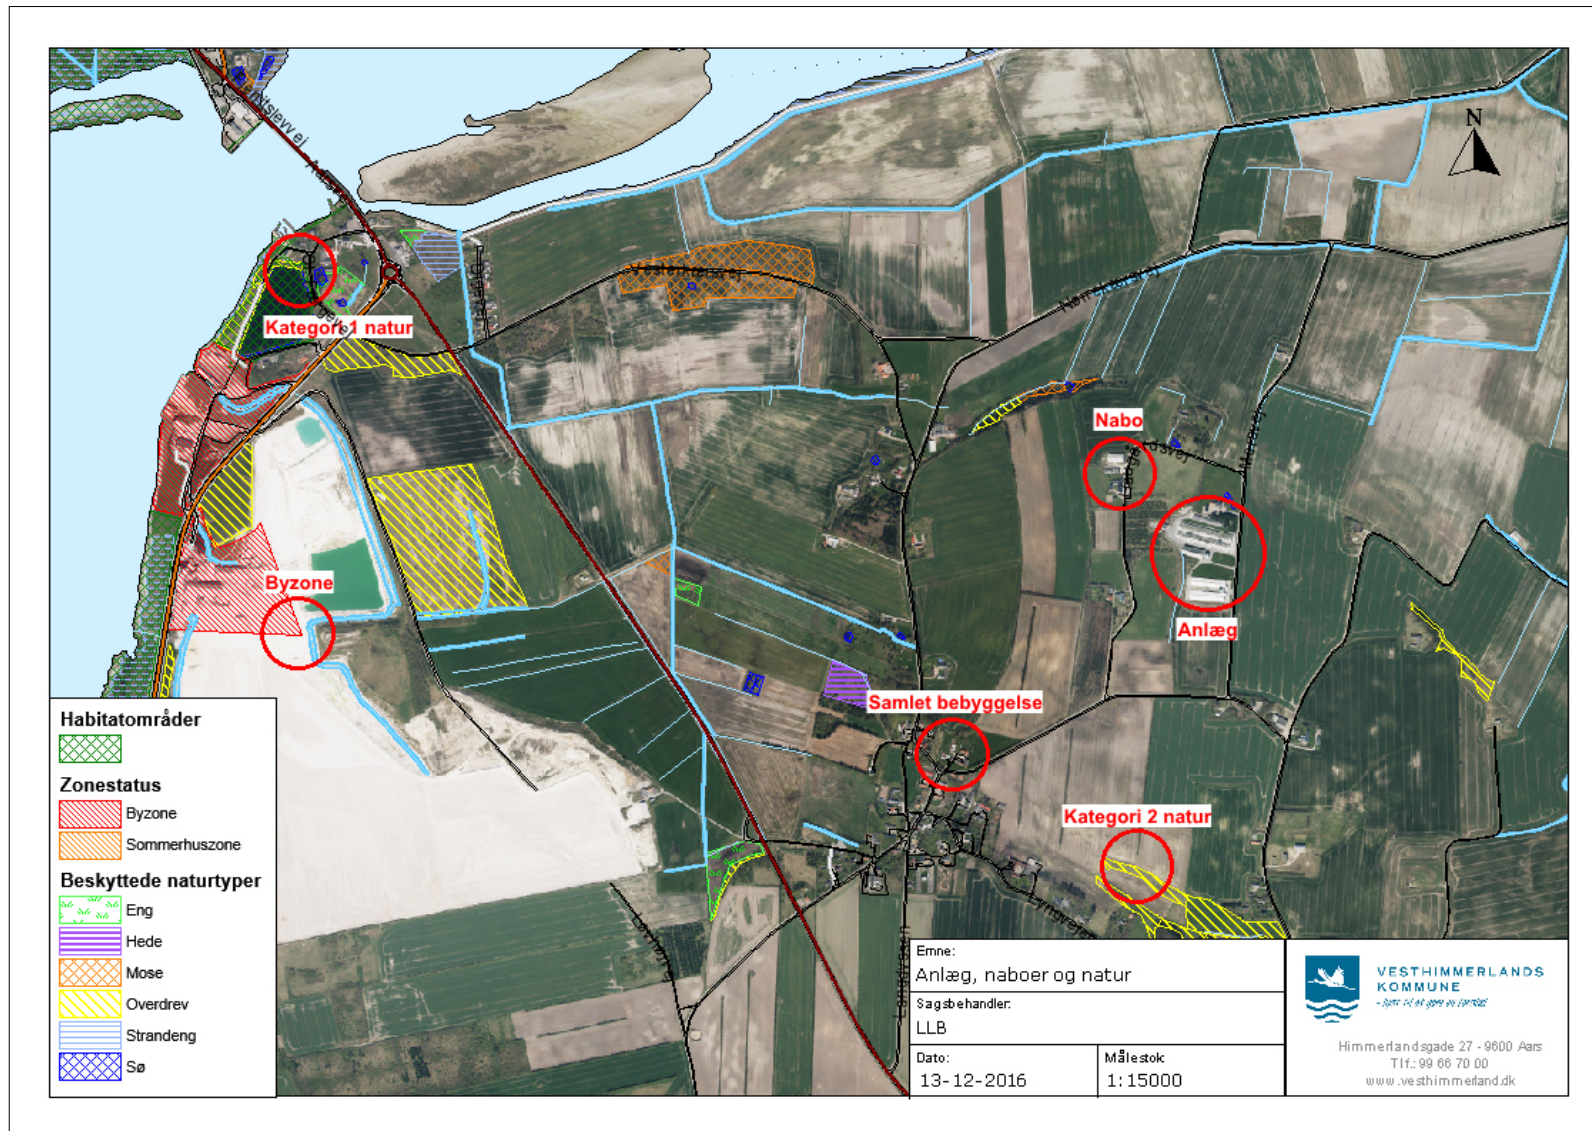 N
Vesterkærsvej
Nørrekærsvej
Kategori 1 natur
Nabo
Byzone
Anlæg
Samlet bebyggelse
Kategori 2 natur
Habitatområder
Zonestatus
Byzone
Sommerhuszone
Beskyttede naturtyper
Eng
Hede
Mose
Overdrev
Strandeng
Sø
Emne:
Anlæg, naboer og natur
Sagsbehandler:
LLB
Dato:
13-12-2016
Målestok
1:15000
VESTHIMMERLANDS
KOMMUNE
Himmerlandsgade 27 - 9600 Aars
Tlf.: 99 66 70 00
www.vesthimmerland.dk